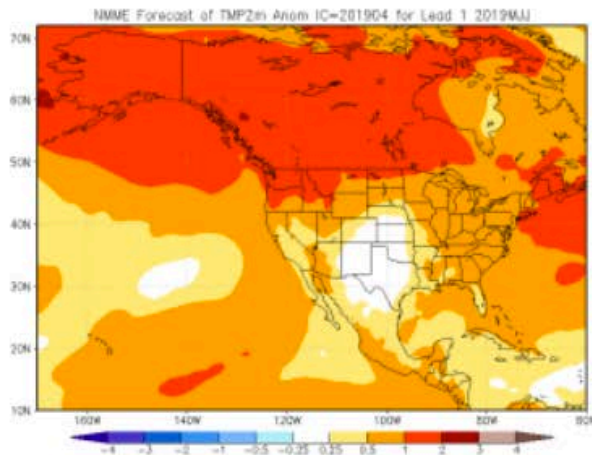 NMME Forecast of TMP2m Anom IC=201904 for Lead 1 2019MJJ
70N
60N
50N
40N
30N
20N
10N
160W 140W 120W 100W 80W 60W
-4 -3 -2 -1 -0.5 -0.25 0.25 0.5 1 2 3 4